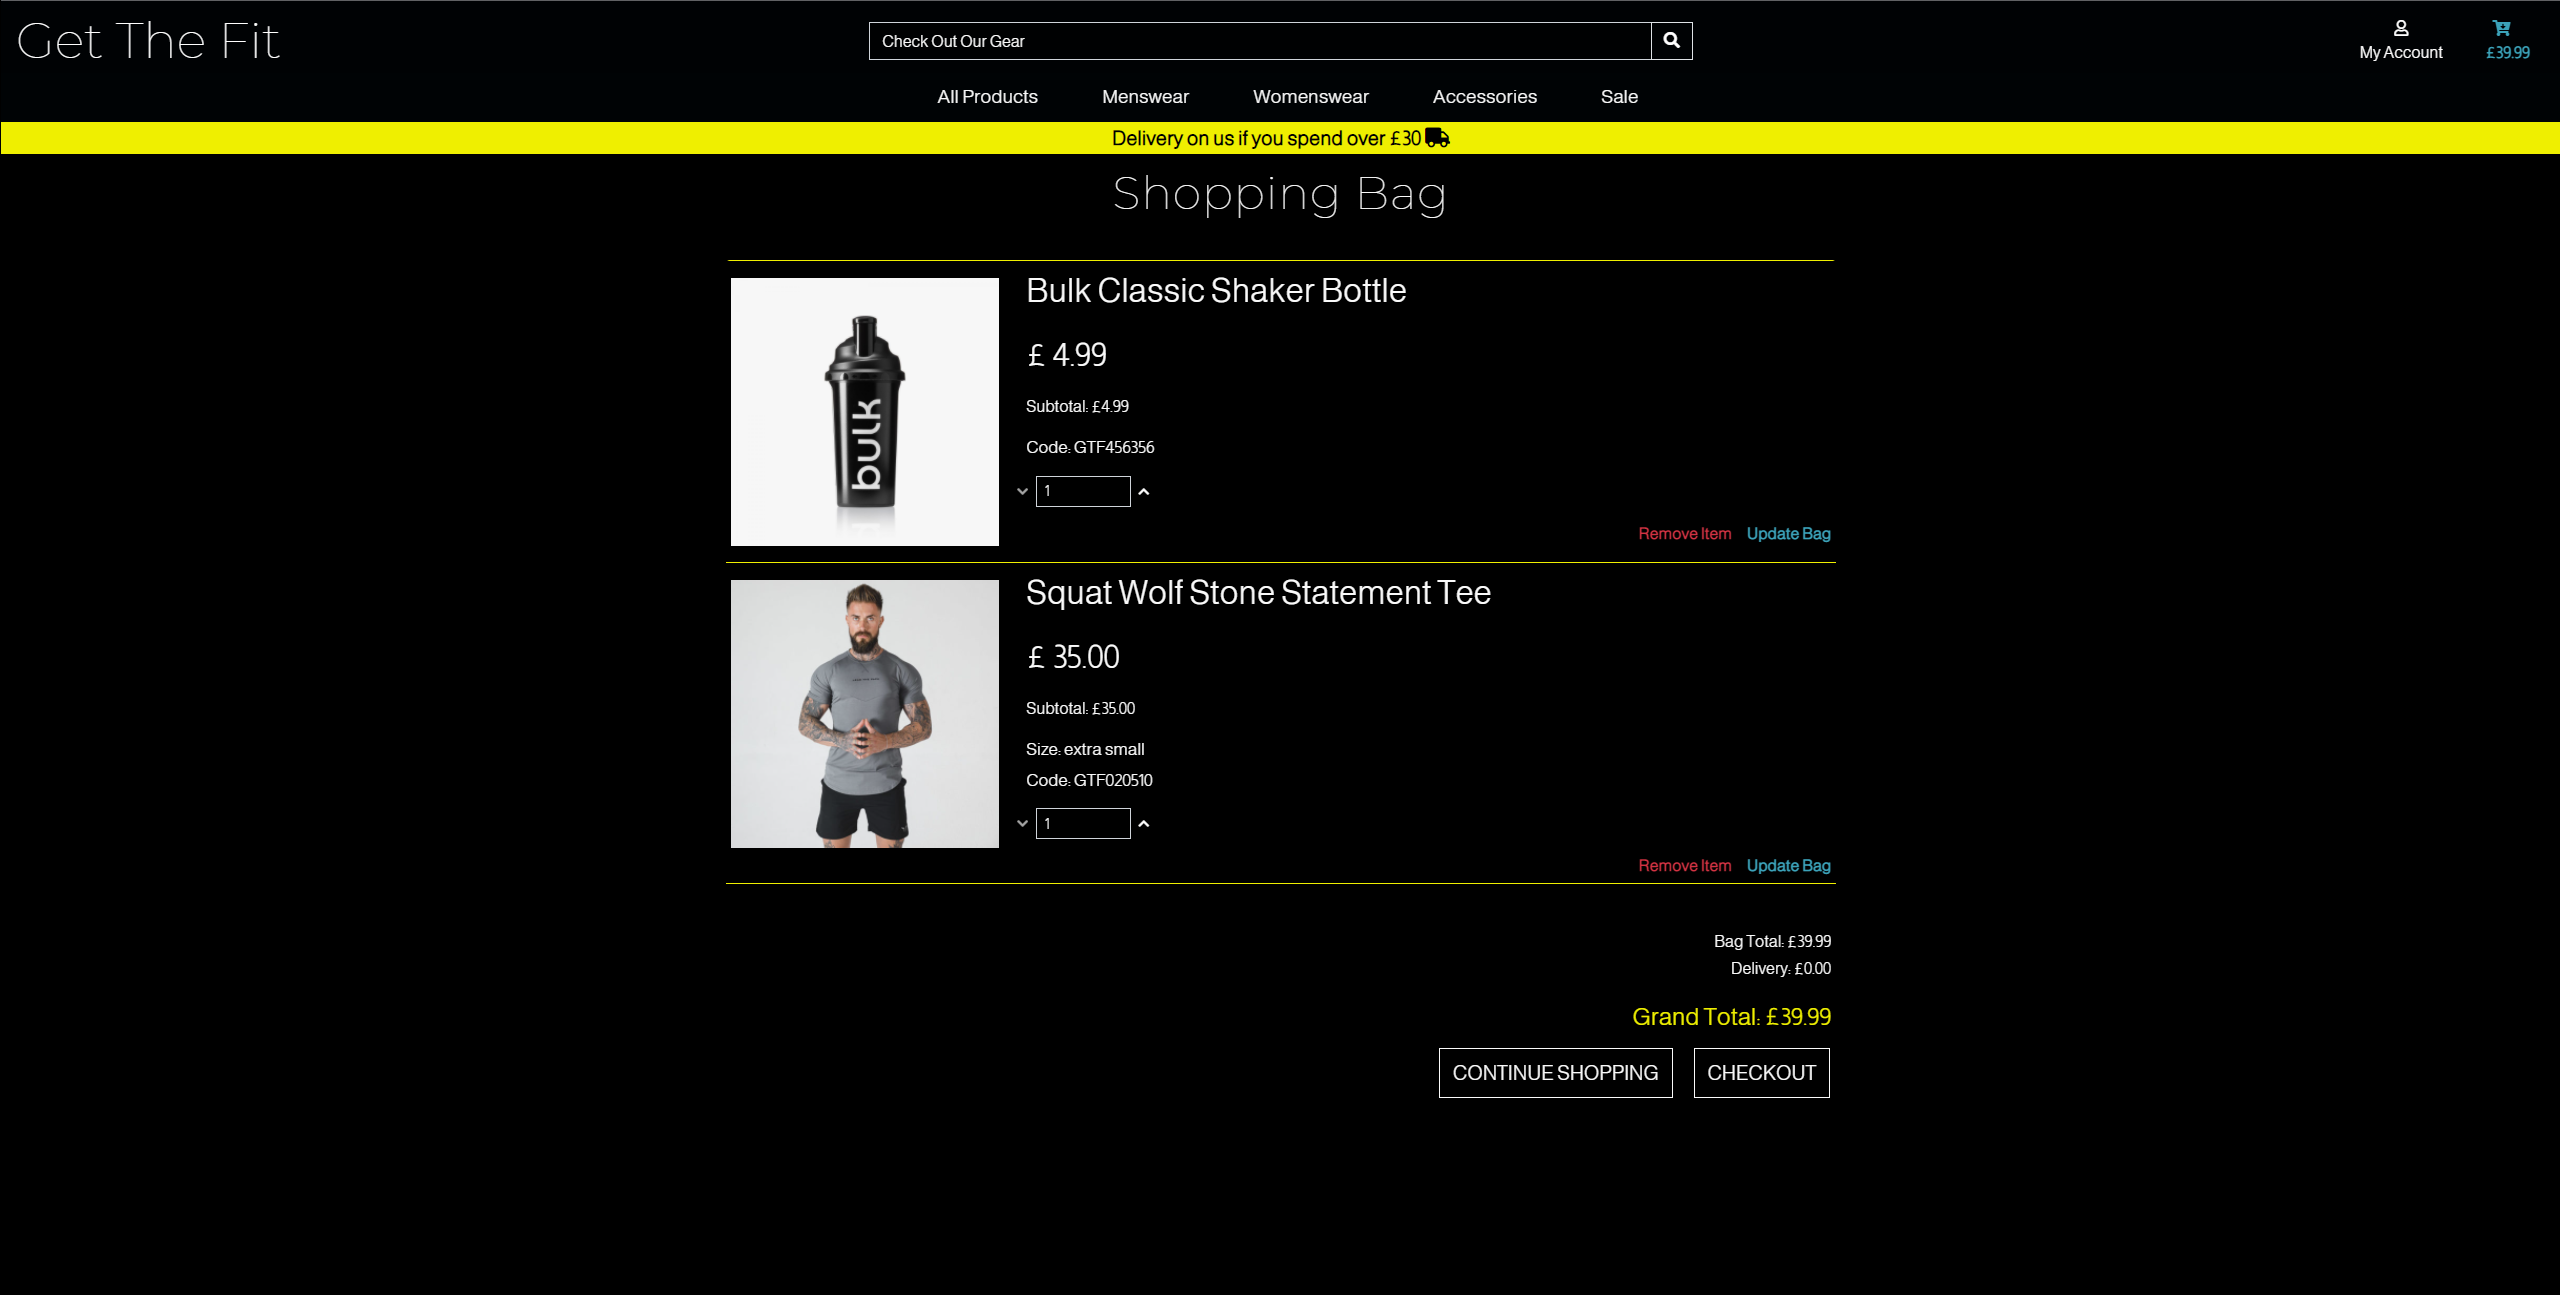 Get The Fit
Check Out Our Gear
My Account
£39.99
All Products Menswear Womenswear Accessories Sale
Delivery on us if you spend over £30
Shopping Bag
Bulk Classic Shaker Bottle
£ 4.99
Subtotal: £4.99
Code: GTF456356
1
bulk
Remove Item Update Bag
Squat Wolf Stone Statement Tee
£ 35.00
Subtotal: £35.00
Size: extra small
Code: GTF020510
1
Remove Item Update Bag
Bag Total: £39.99
Delivery: £0.00
Grand Total: £39.99
CONTINUE SHOPPING CHECKOUT